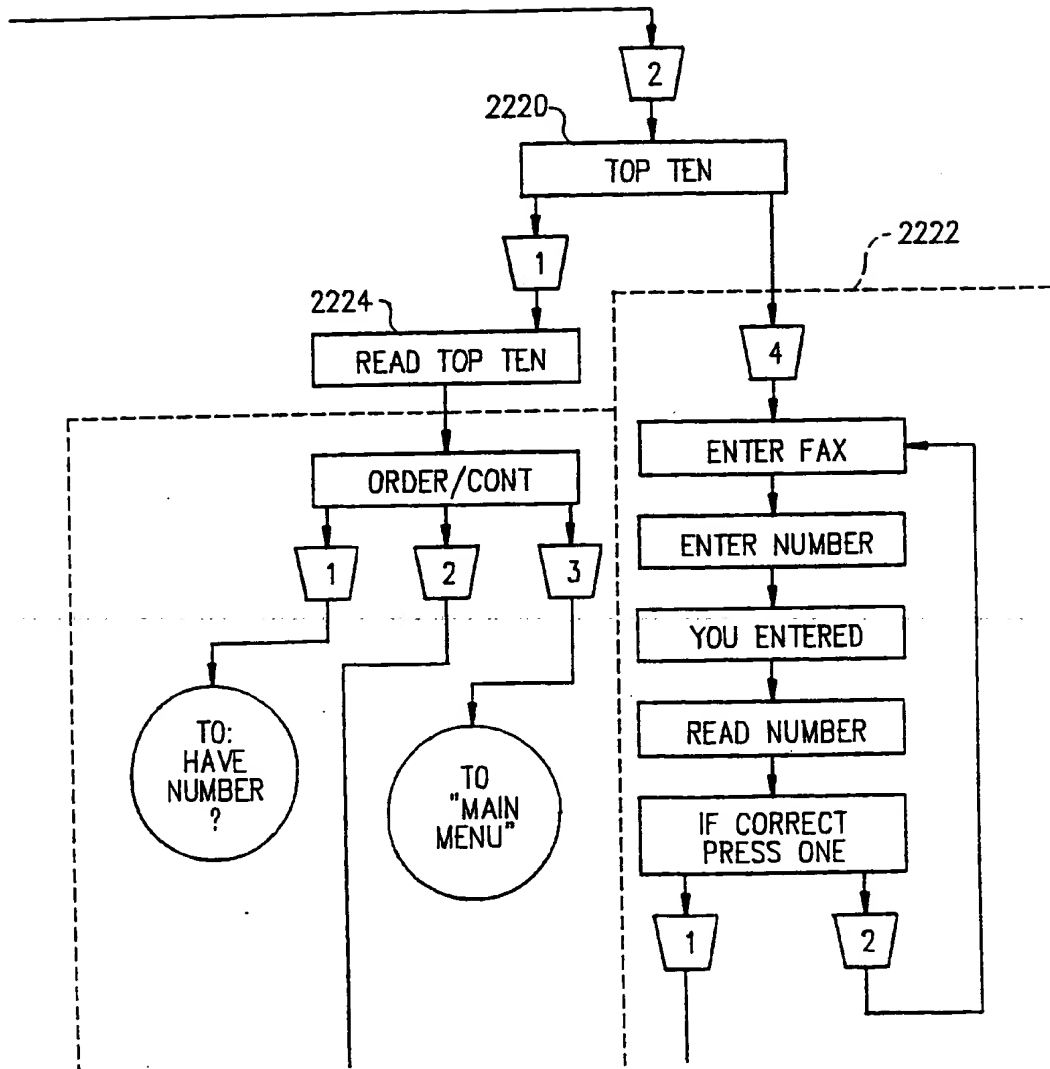 2
2220
TOP TEN
2222
1
2224
READ TOP TEN
4
ENTER FAX
ORDER/CONT
ENTER NUMBER
1
2
3
YOU ENTERED
READ NUMBER
TO:
HAVE
NUMBER
?
TO
"MAIN
MENU"
IF CORRECT
PRESS ONE
1
2